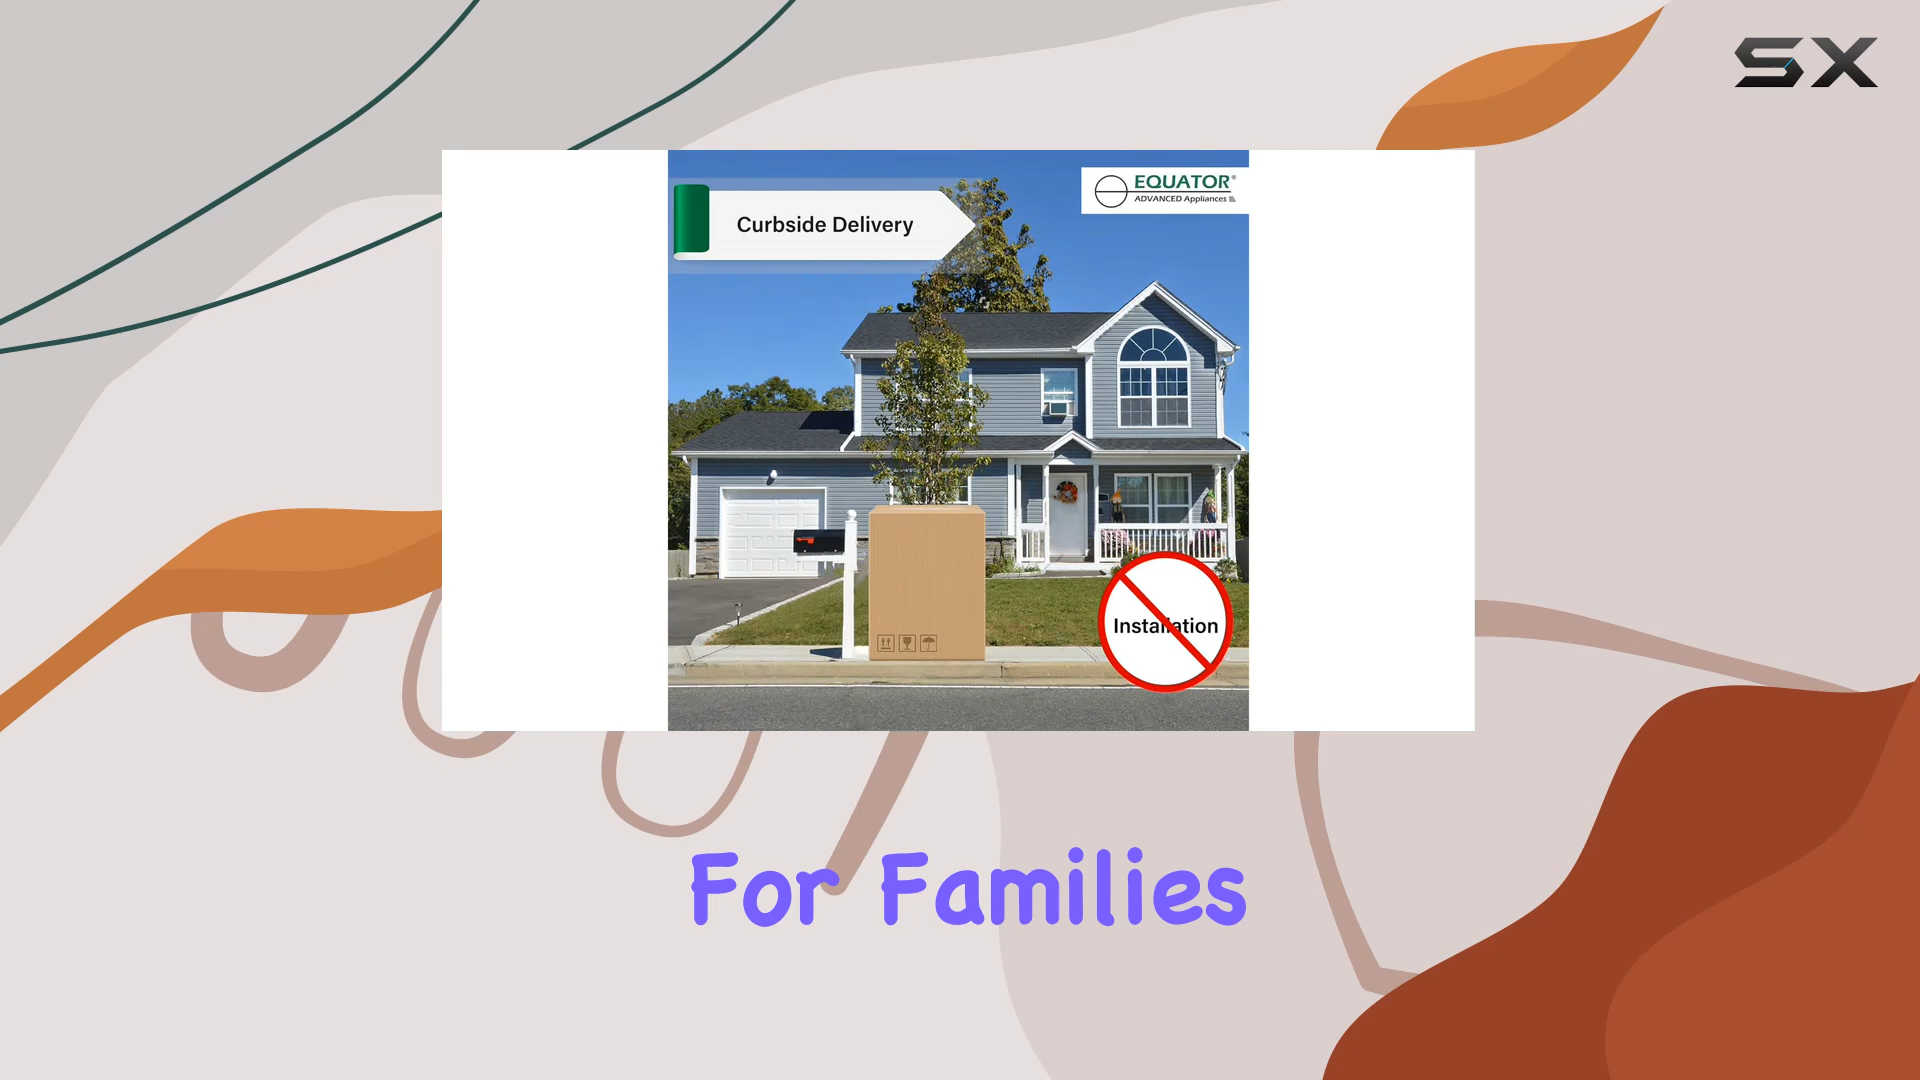 SX
EQUATOR®
ADVANCED Appliances
Curbside Delivery
Installation
For Families